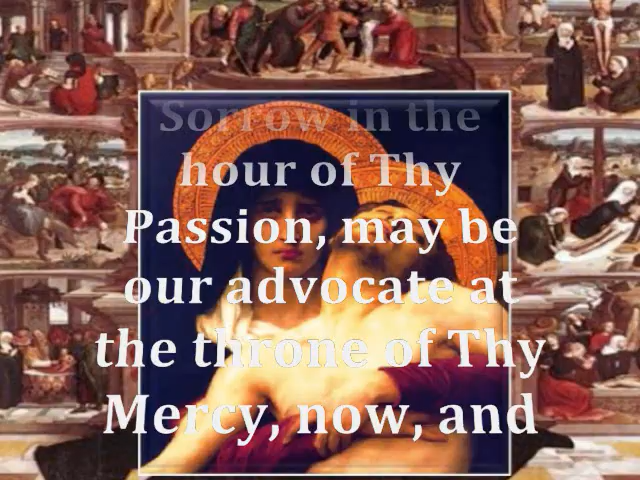 Sorrow in the
hour of Thy
Passion, may be
our advocate at
the throne of Thy
Mercy, now, and